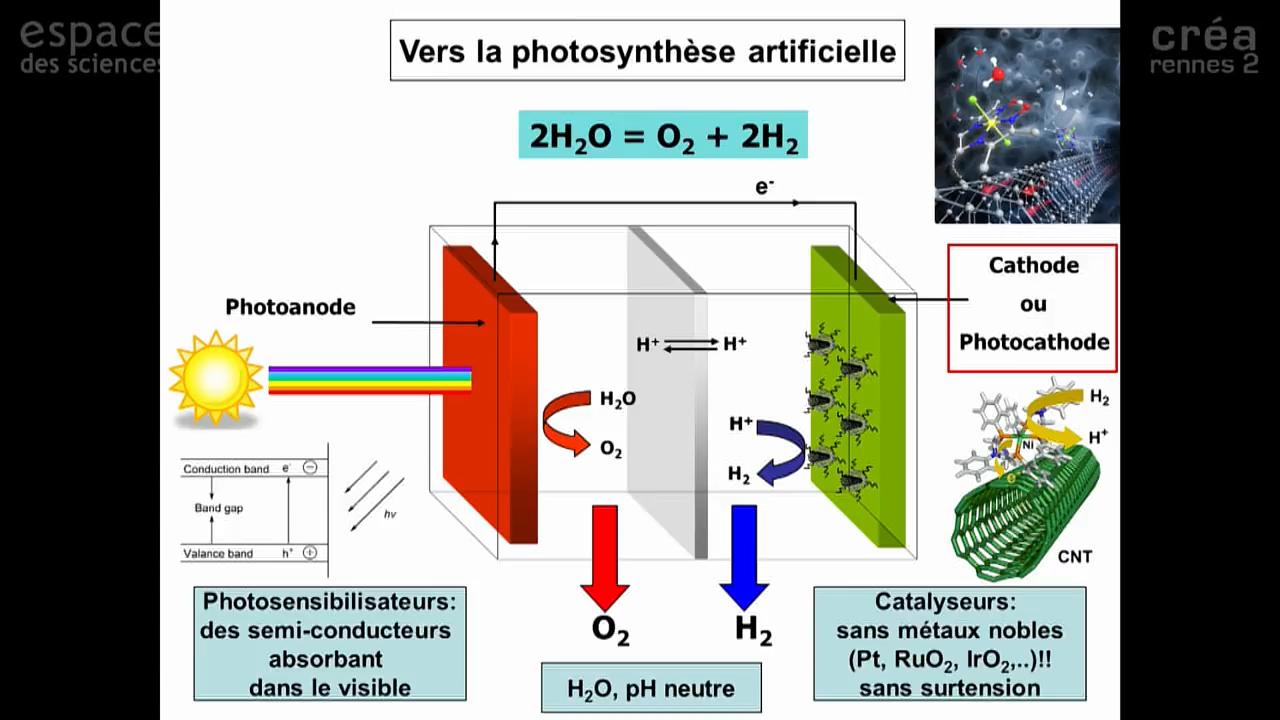 espace
des sciences
créa
rennes 2
Vers la photosynthèse artificielle
2H₂O = O₂ + 2H₂
e⁻
Cathode
ou
Photocathode
Photoanode
H⁺ H⁺
H₂O
O₂
H⁺
H₂
H₂
H⁺
Ni
e
CNT
Conduction band e⁻ −
Band gap
hν
Valance band h⁺ +
O₂
H₂
Photosensibilisateurs:
des semi-conducteurs
absorbant
dans le visible
H₂O, pH neutre
Catalyseurs:
sans métaux nobles
(Pt, RuO₂, IrO₂,..)!!
sans surtension